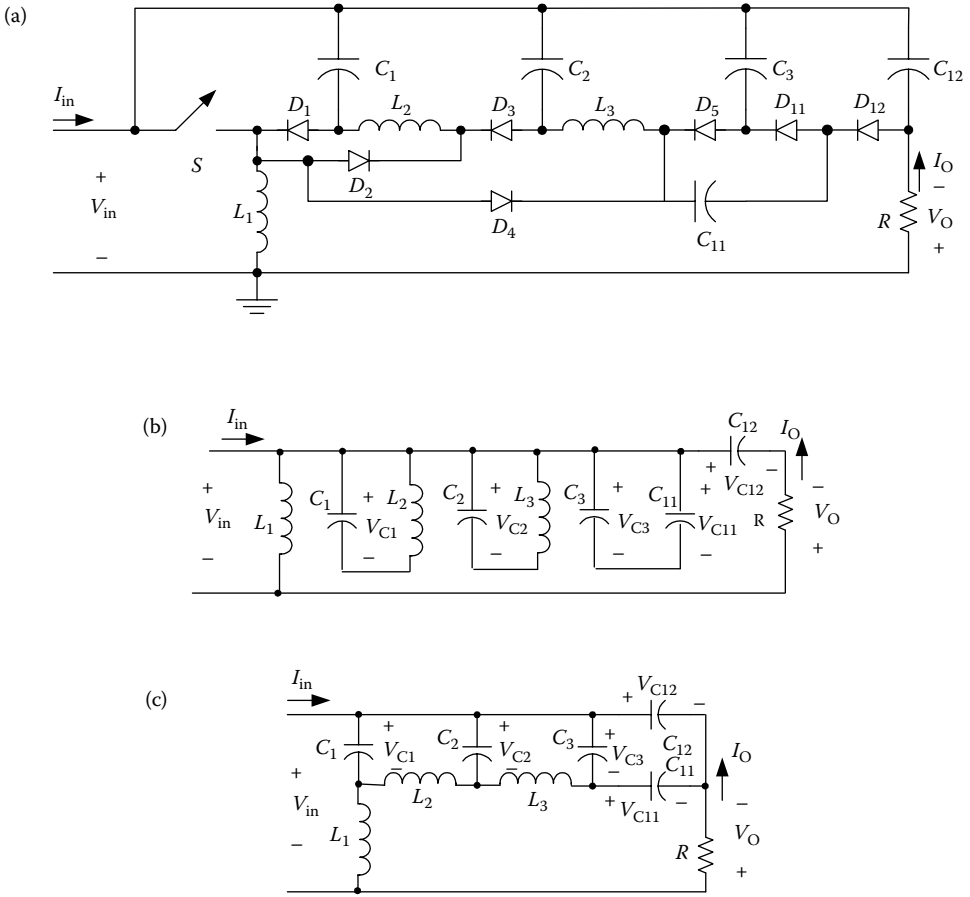 (a)
C1 C2 C3 C12
Iin D1 L2 D3 L3 D5 D11 D12
S D2 IO
+ − 
Vin L1 D4 C11 R VO
− +
(b)
Iin C12 IO
+ −
VC12
+ C1 + L2 C2 + L3 C3 + C11 + −
Vin L1 VC1 VC2 VC3 VC11 R VO
− − − − − +
(c)
Iin VC12
+ −
C1 + C2 + C3 + C12 IO
VC1 VC2 VC3 C11
+ − − −
L2 L3 + − −
Vin VC11
− L1 R VO
+